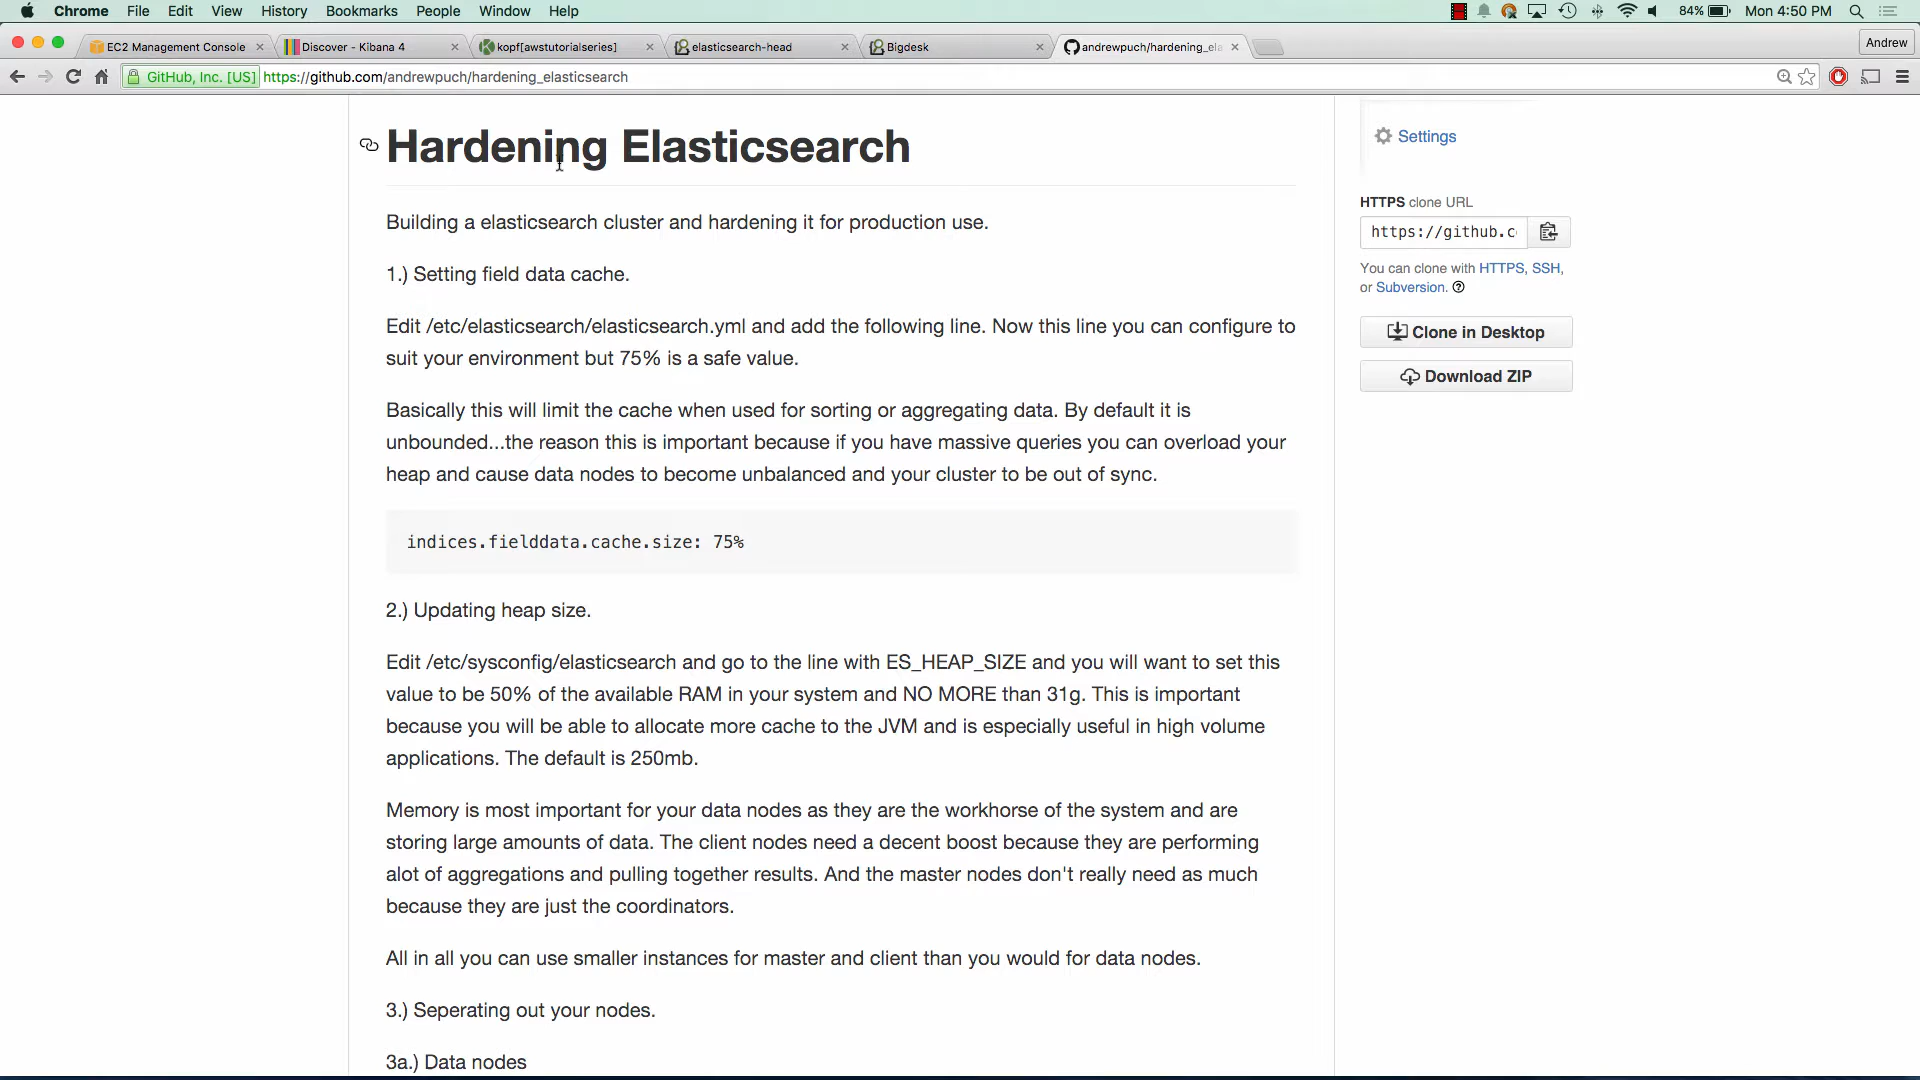 Chrome File Edit View History Bookmarks People Window Help 84% Mon 4:50 PM
EC2 Management Console Discover - Kibana 4 kopf[awstutorialseries] elasticsearch-head Bigdesk andrewpuch/hardening_ela Andrew
GitHub, Inc. [US] https://github.com/andrewpuch/hardening_elasticsearch
Hardening Elasticsearch
Building a elasticsearch cluster and hardening it for production use.
1.) Setting field data cache.
Edit /etc/elasticsearch/elasticsearch.yml and add the following line. Now this line you can configure to
suit your environment but 75% is a safe value.
Basically this will limit the cache when used for sorting or aggregating data. By default it is
unbounded...the reason this is important because if you have massive queries you can overload your
heap and cause data nodes to become unbalanced and your cluster to be out of sync.
indices.fielddata.cache.size: 75%
2.) Updating heap size.
Edit /etc/sysconfig/elasticsearch and go to the line with ES_HEAP_SIZE and you will want to set this
value to be 50% of the available RAM in your system and NO MORE than 31g. This is important
because you will be able to allocate more cache to the JVM and is especially useful in high volume
applications. The default is 250mb.
Memory is most important for your data nodes as they are the workhorse of the system and are
storing large amounts of data. The client nodes need a decent boost because they are performing
alot of aggregations and pulling together results. And the master nodes don't really need as much
because they are just the coordinators.
All in all you can use smaller instances for master and client than you would for data nodes.
3.) Seperating out your nodes.
3a.) Data nodes
Settings
HTTPS clone URL
https://github.c
You can clone with HTTPS, SSH,
or Subversion.
Clone in Desktop
Download ZIP